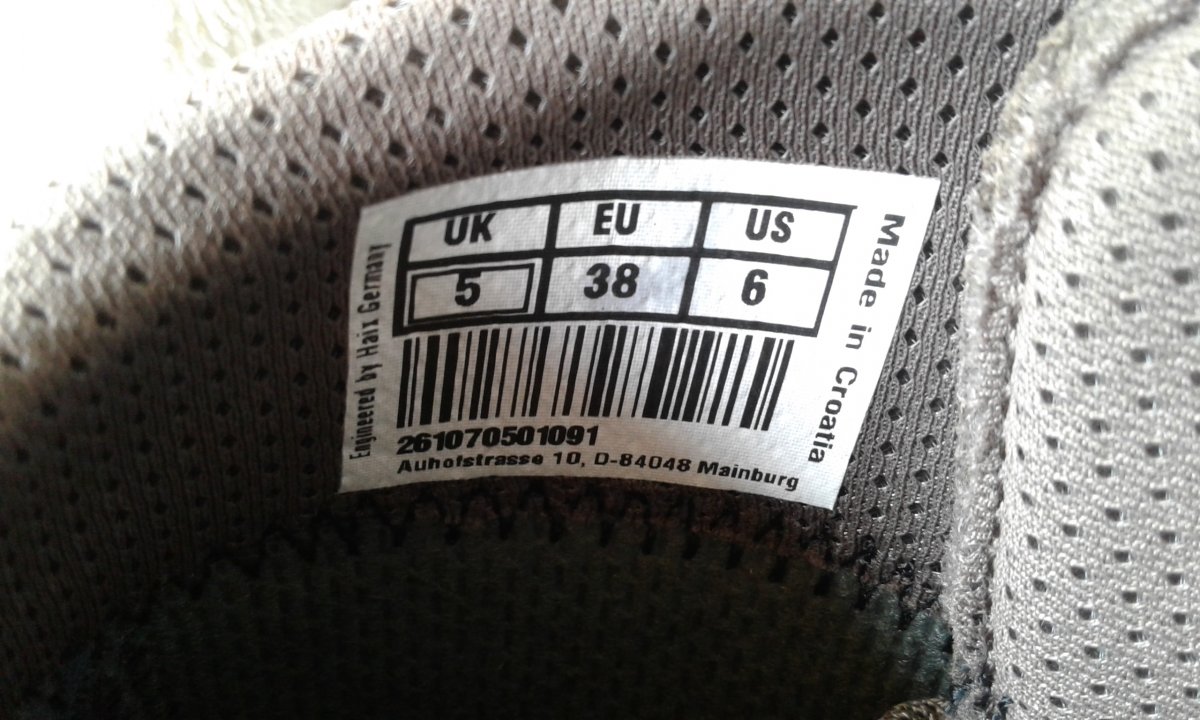 UK EU US
5 38 6
261070501091
Auhofstrasse 10, D-84048 Mainburg
Engineered by Haix Germany
Made in Croatia